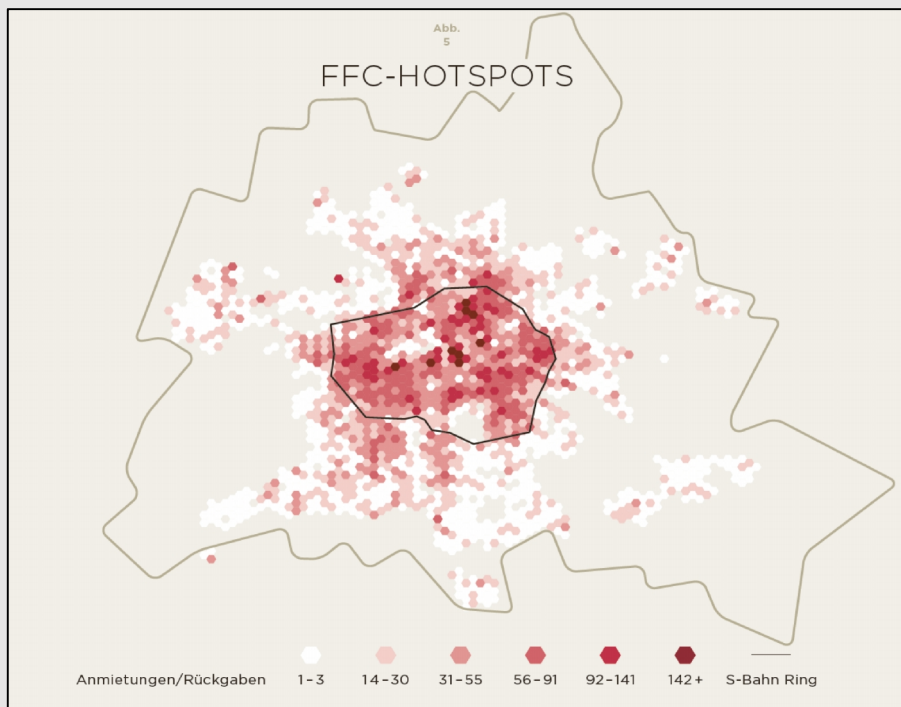 Abb.
5
FFC-HOTSPOTS
Anmietungen/Rückgaben 1–3 14–30 31–55 56–91 92–141 142+ S-Bahn Ring